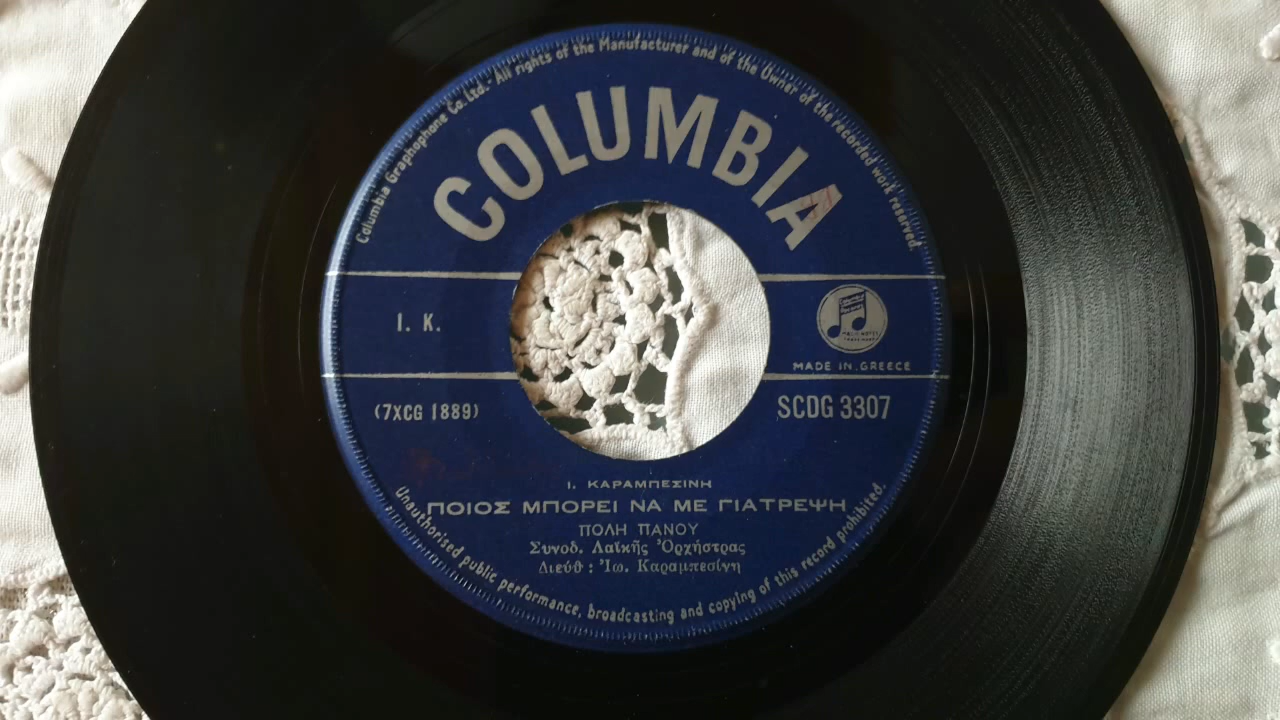 Columbia Graphophone Co. Ltd. All rights of the Manufacturer and of the Owner of the recorded work reserved.
COLUMBIA
I. K.
MADE IN GREECE
(7XCG 1889)
SCDG 3307
Ι. ΚΑΡΑΜΠΕΣΙΝΗ
ΠΟΙΟΣ ΜΠΟΡΕΙ ΝΑ ΜΕ ΓΙΑΤΡΕΨΗ
ΠΟΛΗ ΠΑΝΟΥ
Συνοδ. Λαϊκῆς Ὀρχήστρας
Διεύθ : Ἰω. Καραμπεσίνη
Unauthorised public performance, broadcasting and copying of this record prohibited.